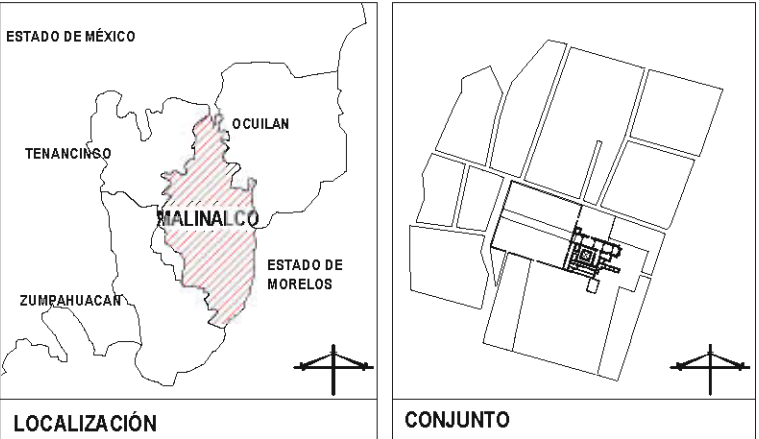 ESTADO DE MÉXICO
OCUILAN
TENANCINGO
MALINALCO
ESTADO DE
MORELOS
ZUMPAHUACAN
LOCALIZACIÓN
CONJUNTO